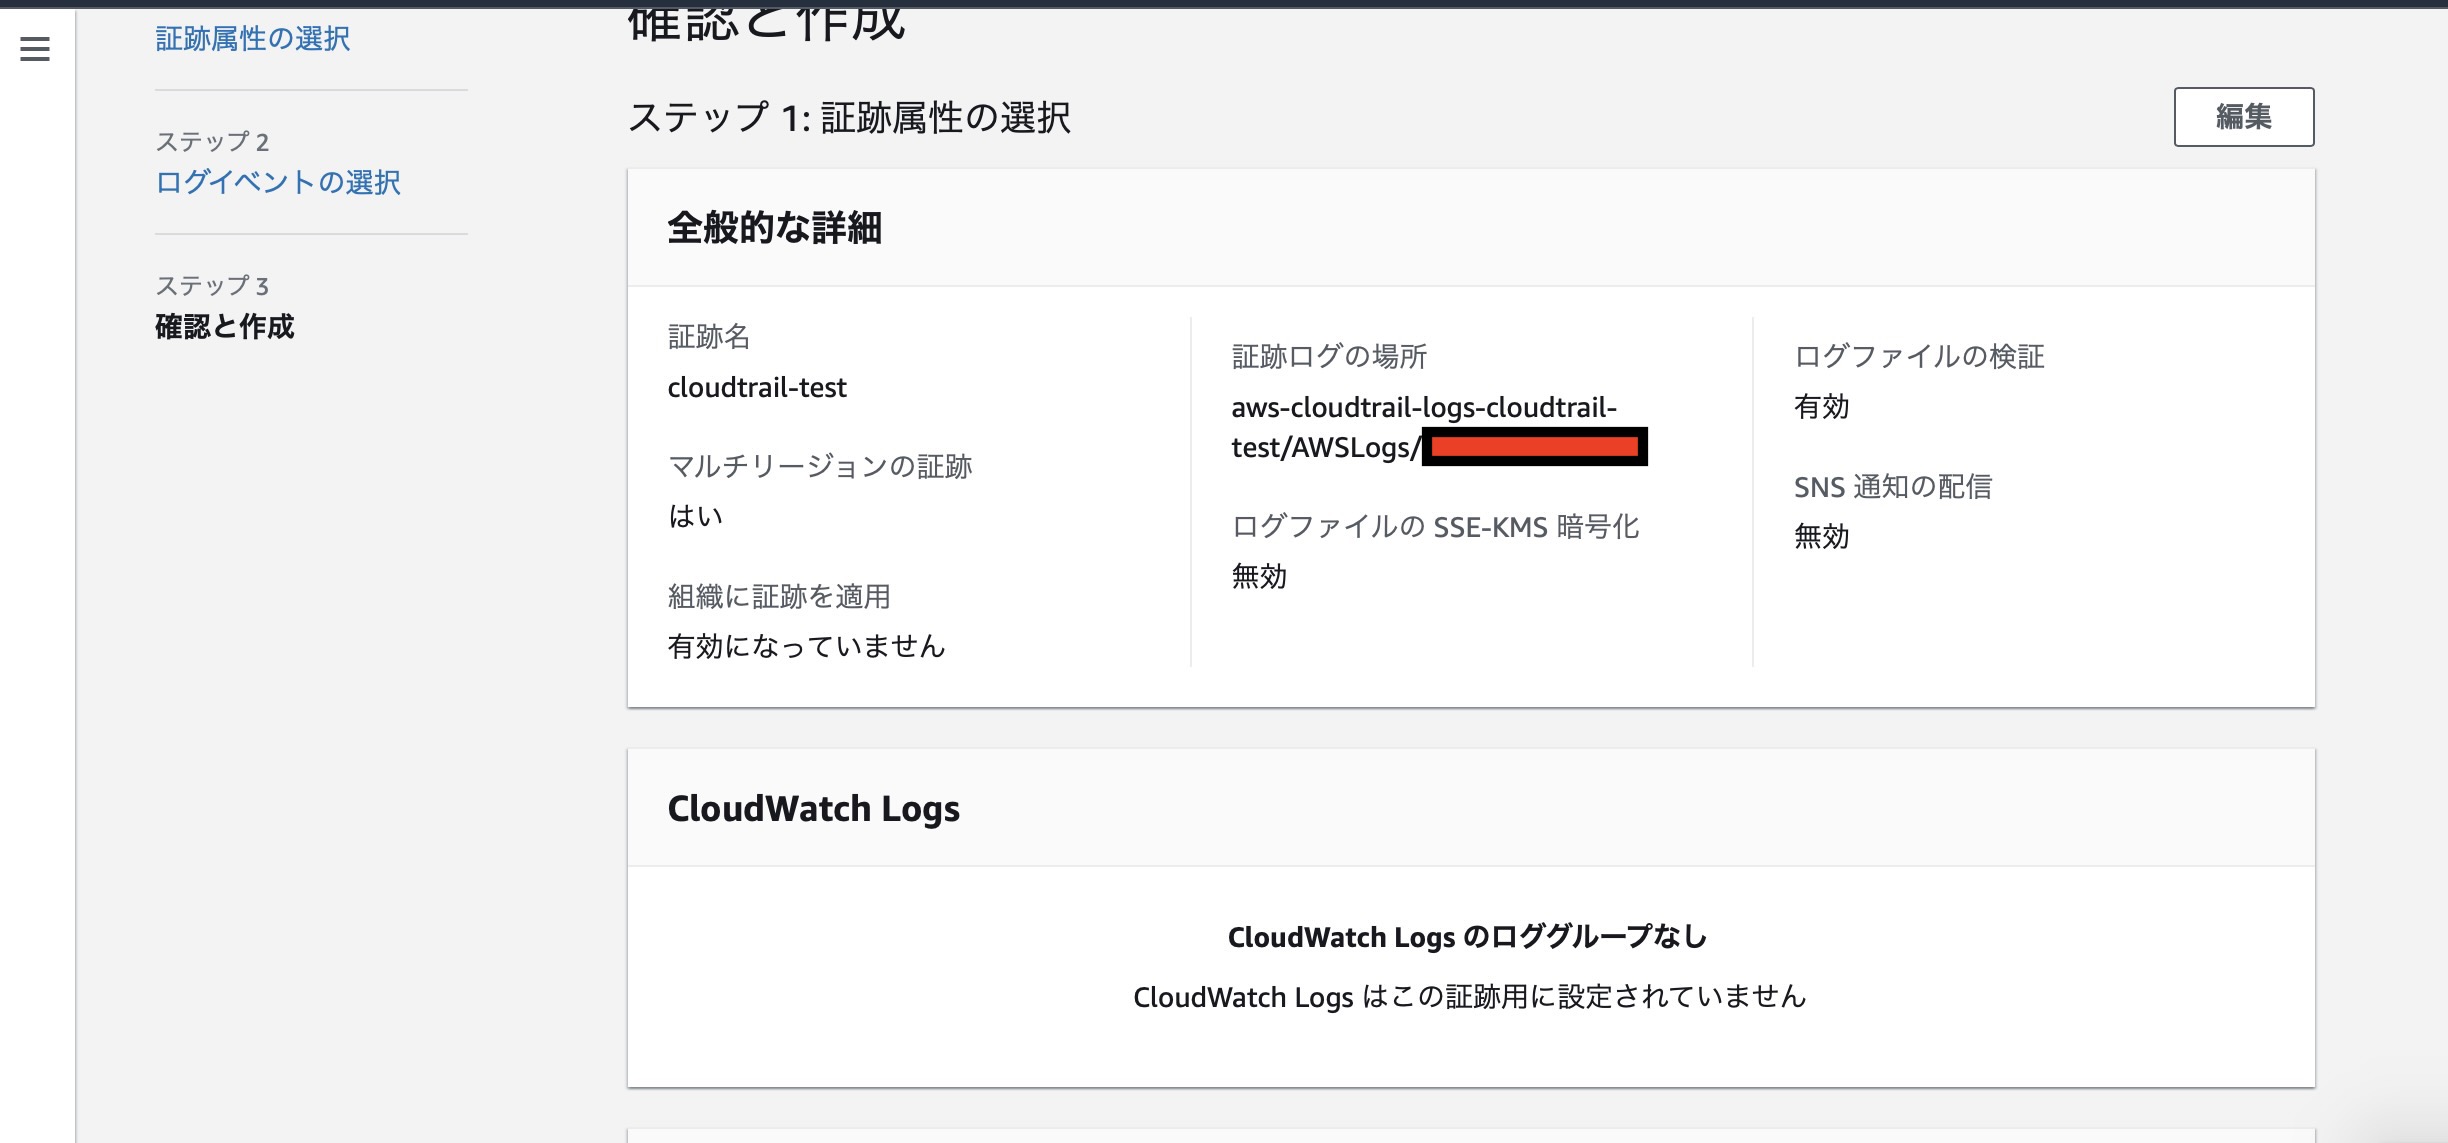 証跡属性の選択
ステップ 2
ログイベントの選択
ステップ 3
確認と作成
確認と作成
ステップ 1: 証跡属性の選択
編集
全般的な詳細
証跡名
cloudtrail-test
マルチリージョンの証跡
はい
組織に証跡を適用
有効になっていません
証跡ログの場所
aws-cloudtrail-logs-cloudtrail-
test/AWSLogs/
ログファイルの SSE-KMS 暗号化
無効
ログファイルの検証
有効
SNS 通知の配信
無効
CloudWatch Logs
CloudWatch Logs のロググループなし
CloudWatch Logs はこの証跡用に設定されていません